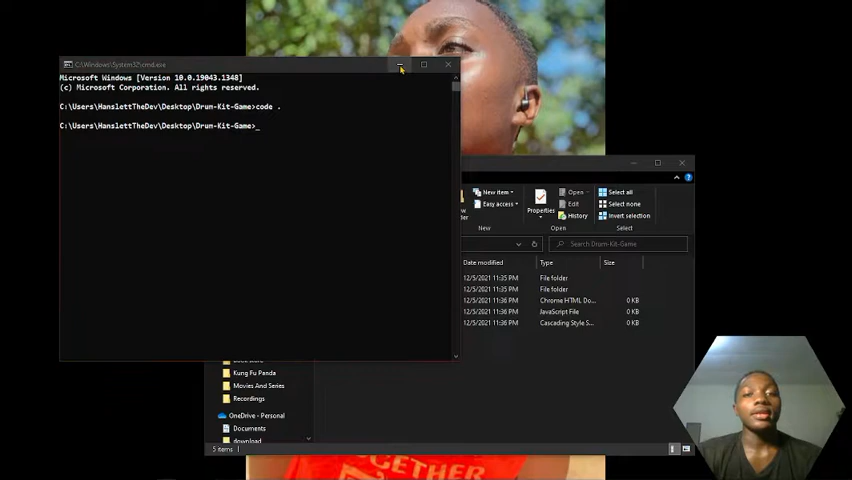 C:\Windows\System32\cmd.exe
Microsoft Windows [Version 10.0.19043.1348]
(c) Microsoft Corporation. All rights reserved.
C:\Users\HanslettTheDev\Desktop\Drum-Kit-Game>code .
C:\Users\HanslettTheDev\Desktop\Drum-Kit-Game>_
New item
Easy access
Properties
Open
Edit
History
Select all
Select none
Invert selection
New
Open
Select
Search Drum-Kit-Game
Date modified Type Size
12/5/2021 11:35 PM File folder
12/5/2021 11:35 PM File folder
12/5/2021 11:36 PM Chrome HTML Do... 0 KB
12/5/2021 11:36 PM JavaScript File 0 KB
12/5/2021 11:36 PM Cascading Style S... 0 KB
Kung Fu Panda
Movies And Series
Recordings
OneDrive - Personal
Documents
download
5 items
TOGETHER